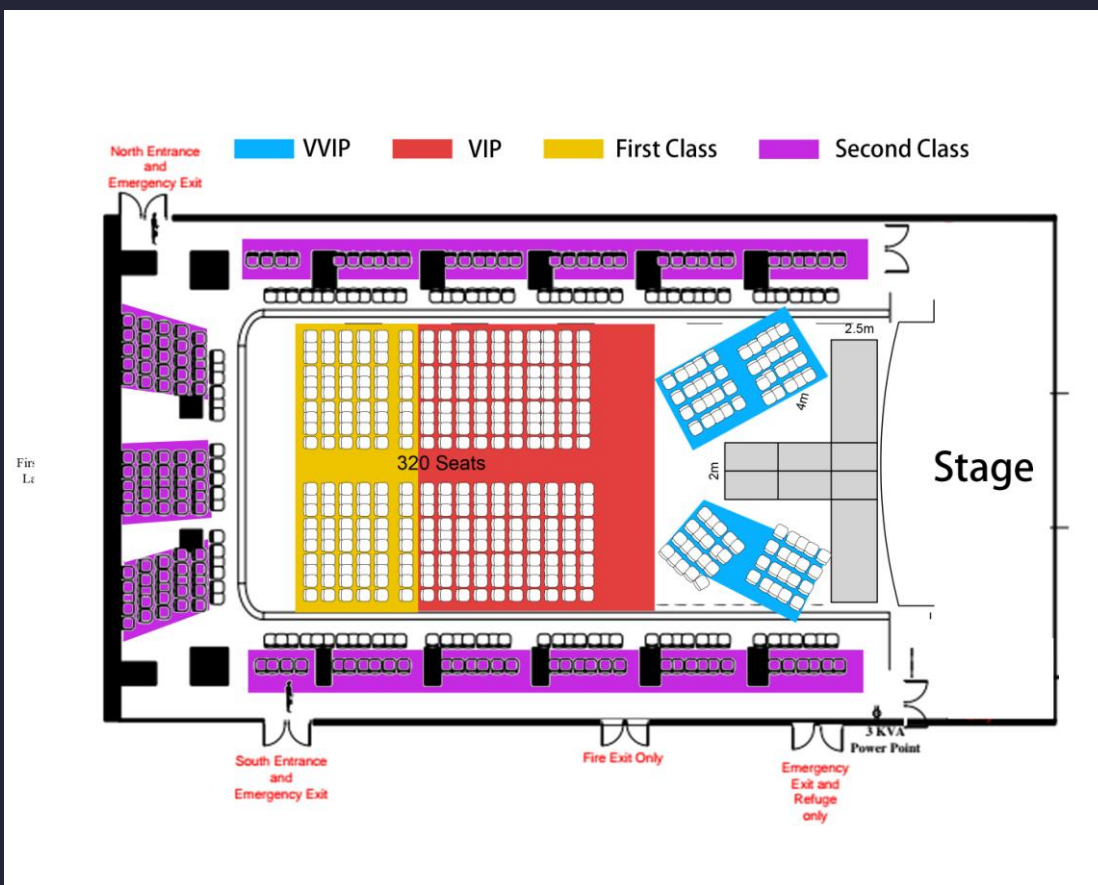 VVIP
VIP
First Class
Second Class
North Entrance
and
Emergency Exit
2.5m
4m
320 Seats
2m
Stage
South Entrance
and
Emergency Exit
Fire Exit Only
Emergency
Exit and
Refuge
only
3 KVA
Power Point